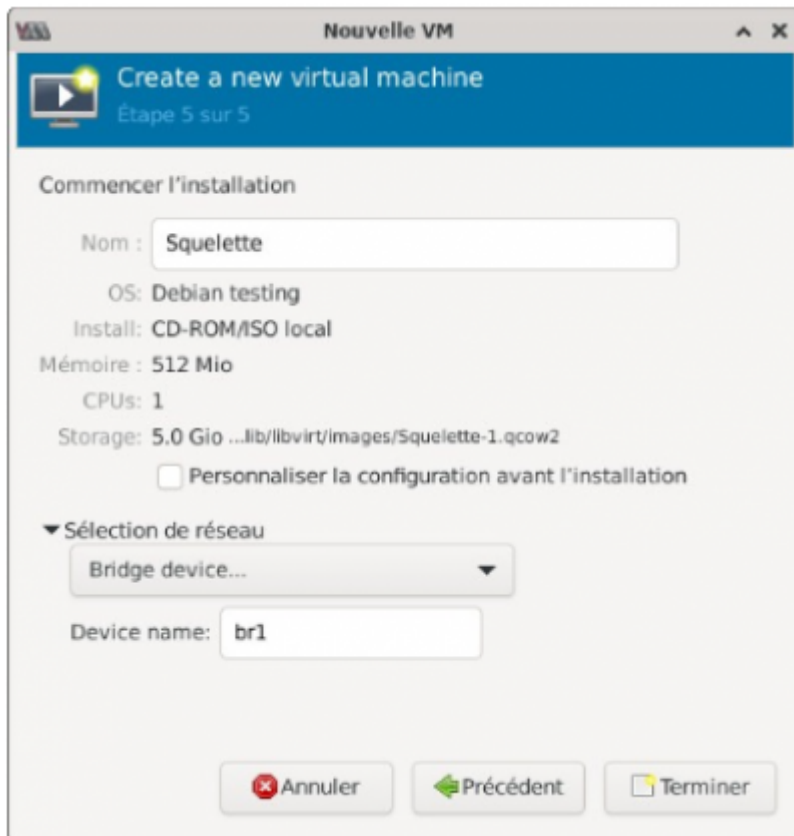 Nouvelle VM
Create a new virtual machine
Étape 5 sur 5
Commencer l'installation
Nom : Squelette
OS: Debian testing
Install: CD-ROM/ISO local
Mémoire : 512 Mio
CPUs: 1
Storage: 5.0 Gio ...lib/libvirt/images/Squelette-1.qcow2
Personnaliser la configuration avant l'installation
Sélection de réseau
Bridge device...
Device name: br1
Annuler Précédent Terminer